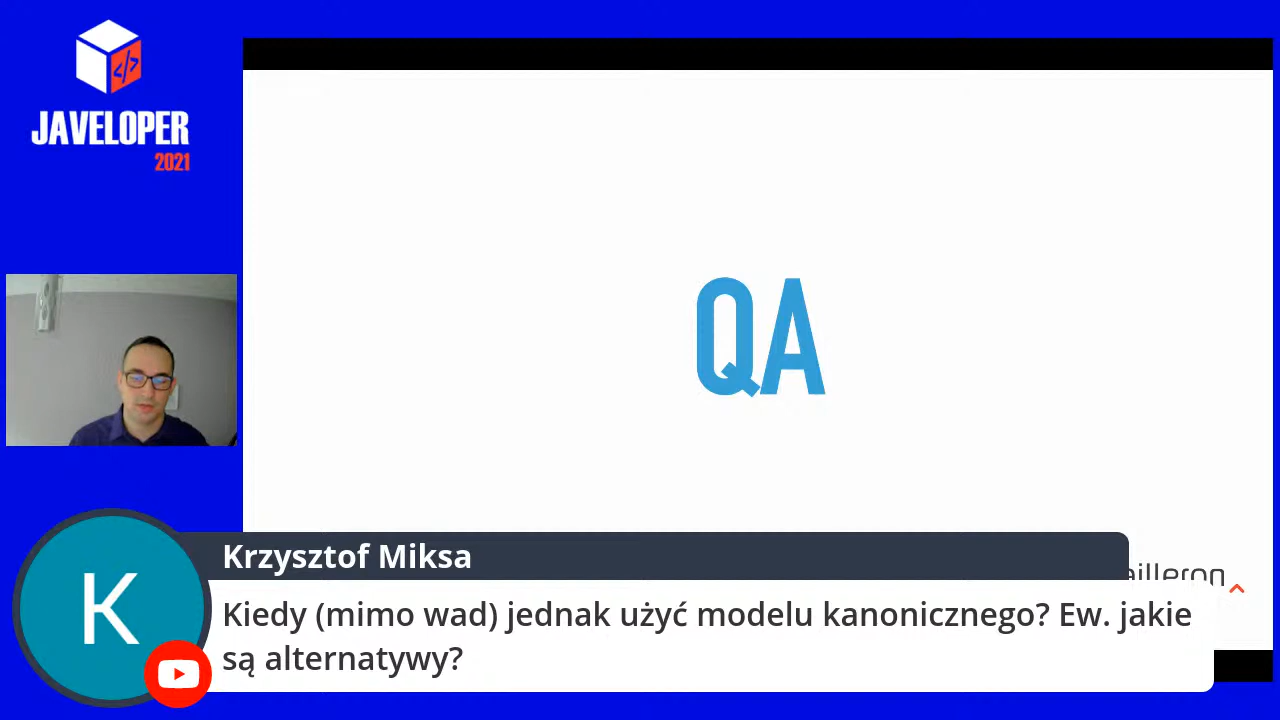 </>
JAVELOPER
2021
QA
Krzysztof Miksa
Kiedy (mimo wad) jednak użyć modelu kanonicznego? Ew. jakie
są alternatywy?
K